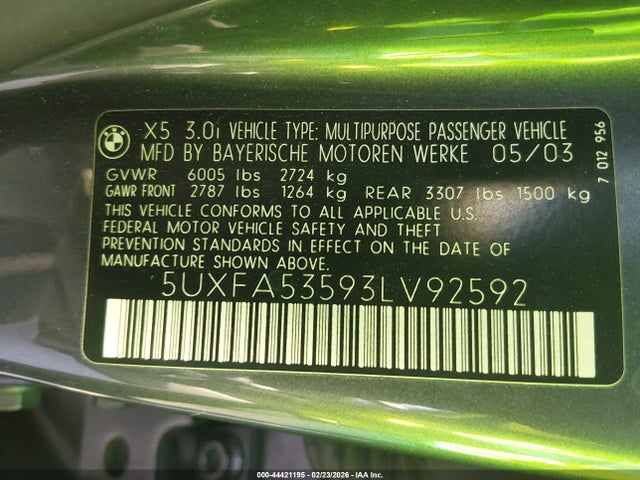 X5 3.0i VEHICLE TYPE: MULTIPURPOSE PASSENGER VEHICLE
MFD BY BAYERISCHE MOTOREN WERKE 05/03
GVWR 6005 lbs 2724 kg
GAWR FRONT 2787 lbs 1264 kg REAR 3307 lbs 1500 kg
THIS VEHICLE CONFORMS TO ALL APPLICABLE U.S.
FEDERAL MOTOR VEHICLE SAFETY AND THEFT
PREVENTION STANDARDS IN EFFECT ON THE DATE OF
MANUFACTURE SHOWN ABOVE.
5UXFA53593LV92592
7 012 956
000-44421195 - 02/23/2026 - IAA Inc.